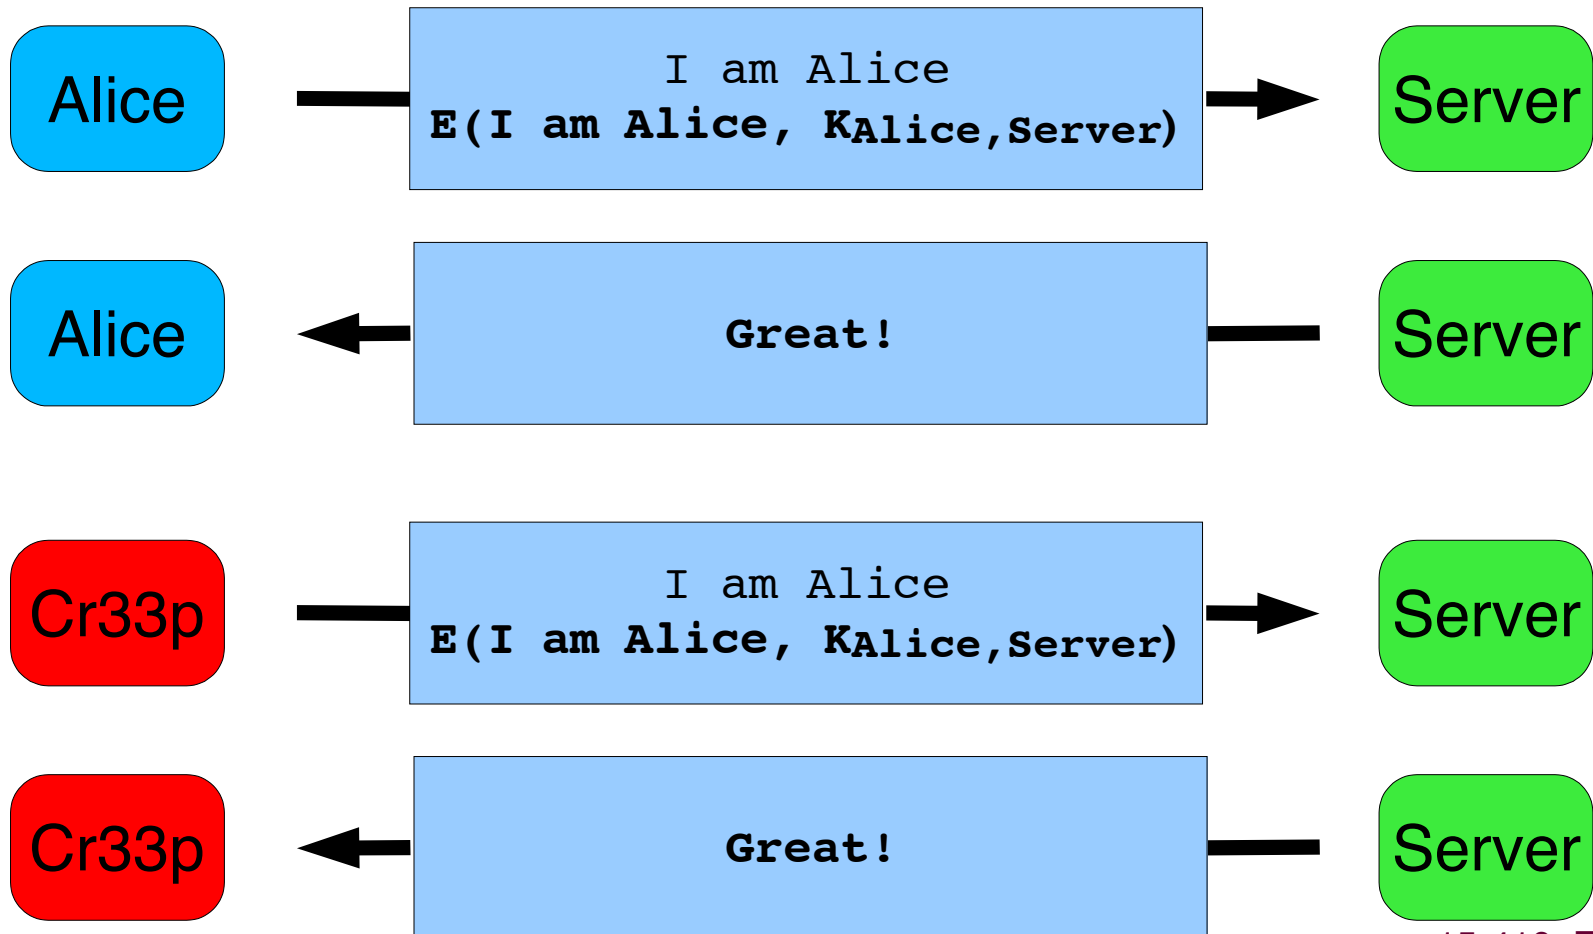 Alice
I am Alice
E(I am Alice, KAlice,Server)
Server
Alice
Great!
Server
Cr33p
I am Alice
E(I am Alice, KAlice,Server)
Server
Cr33p
Great!
Server